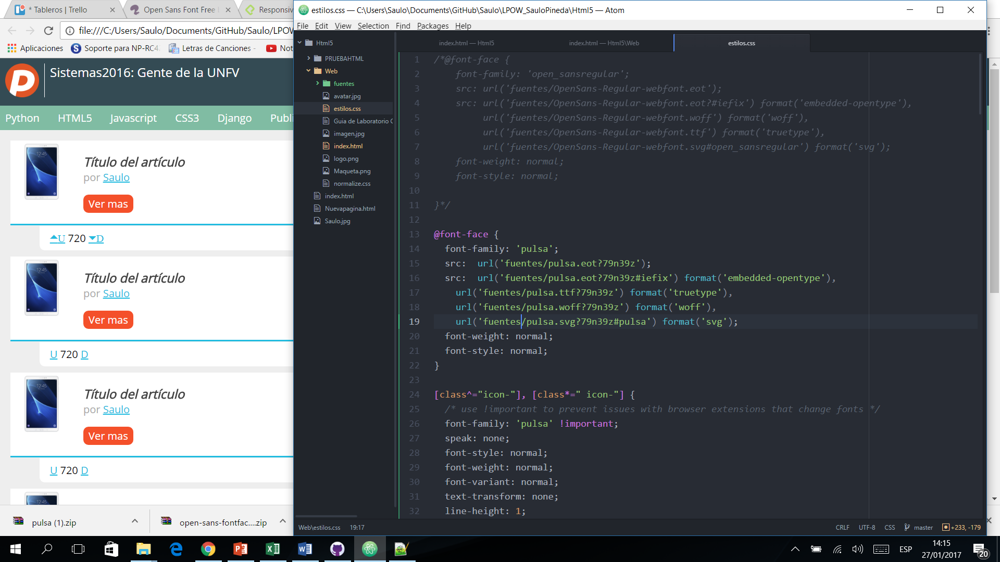 * Tableros | Trello
Open Sans Font Free
Responsiv
file:///C:/Users/Saulo/Documents/GitHub/Saulo/LPOW
Aplicaciones
Soporte para NP-RC4
Letras de Canciones -
Not
Sistemas2016: Gente de la UNFV
Python HTML5 Javascript CSS3 Django Publi
Título del artículo
por Saulo
Ver mas
U 720 D
Título del artículo
por Saulo
Ver mas
U 720 D
Título del artículo
por Saulo
Ver mas
U 720 D
pulsa (1).zip
open-sans-fontfac....zip
estilos.css — C:\Users\Saulo\Documents\GitHub\Saulo\LPOW_SauloPineda\Html5 — Atom
File Edit View Selection Find Packages Help
Html5
PRUEBAHTML
Web
fuentes
avatar.jpg
estilos.css
Guia de Laboratorio C
imagen.jpg
index.html
logo.png
Maqueta.png
normalize.css
index.html
Nuevapagina.html
Saulo.jpg
index.html — Html5
index.html — Html5\Web
estilos.css
1 /*@font-face {
2 font-family: 'open_sansregular';
3 src: url('fuentes/OpenSans-Regular-webfont.eot');
4 src: url('fuentes/OpenSans-Regular-webfont.eot?#iefix') format('embedded-opentype'),
5 url('fuentes/OpenSans-Regular-webfont.woff') format('woff'),
6 url('fuentes/OpenSans-Regular-webfont.ttf') format('truetype'),
7 url('fuentes/OpenSans-Regular-webfont.svg#open_sansregular') format('svg');
8 font-weight: normal;
9 font-style: normal;
10
11 }*/
12
13 @font-face {
14 font-family: 'pulsa';
15 src: url('fuentes/pulsa.eot?79n39z');
16 src: url('fuentes/pulsa.eot?79n39z#iefix') format('embedded-opentype'),
17 url('fuentes/pulsa.ttf?79n39z') format('truetype'),
18 url('fuentes/pulsa.woff?79n39z') format('woff'),
19 url('fuentes/pulsa.svg?79n39z#pulsa') format('svg');
20 font-weight: normal;
21 font-style: normal;
22 }
23
24 [class^="icon-"], [class*=" icon-"] {
25 /* use !important to prevent issues with browser extensions that change fonts */
26 font-family: 'pulsa' !important;
27 speak: none;
28 font-style: normal;
29 font-weight: normal;
30 font-variant: normal;
31 text-transform: none;
32 line-height: 1;
Web\estilos.css 19:17
CRLF UTF-8 CSS master +233, -179
ESP
14:15
27/01/2017
20